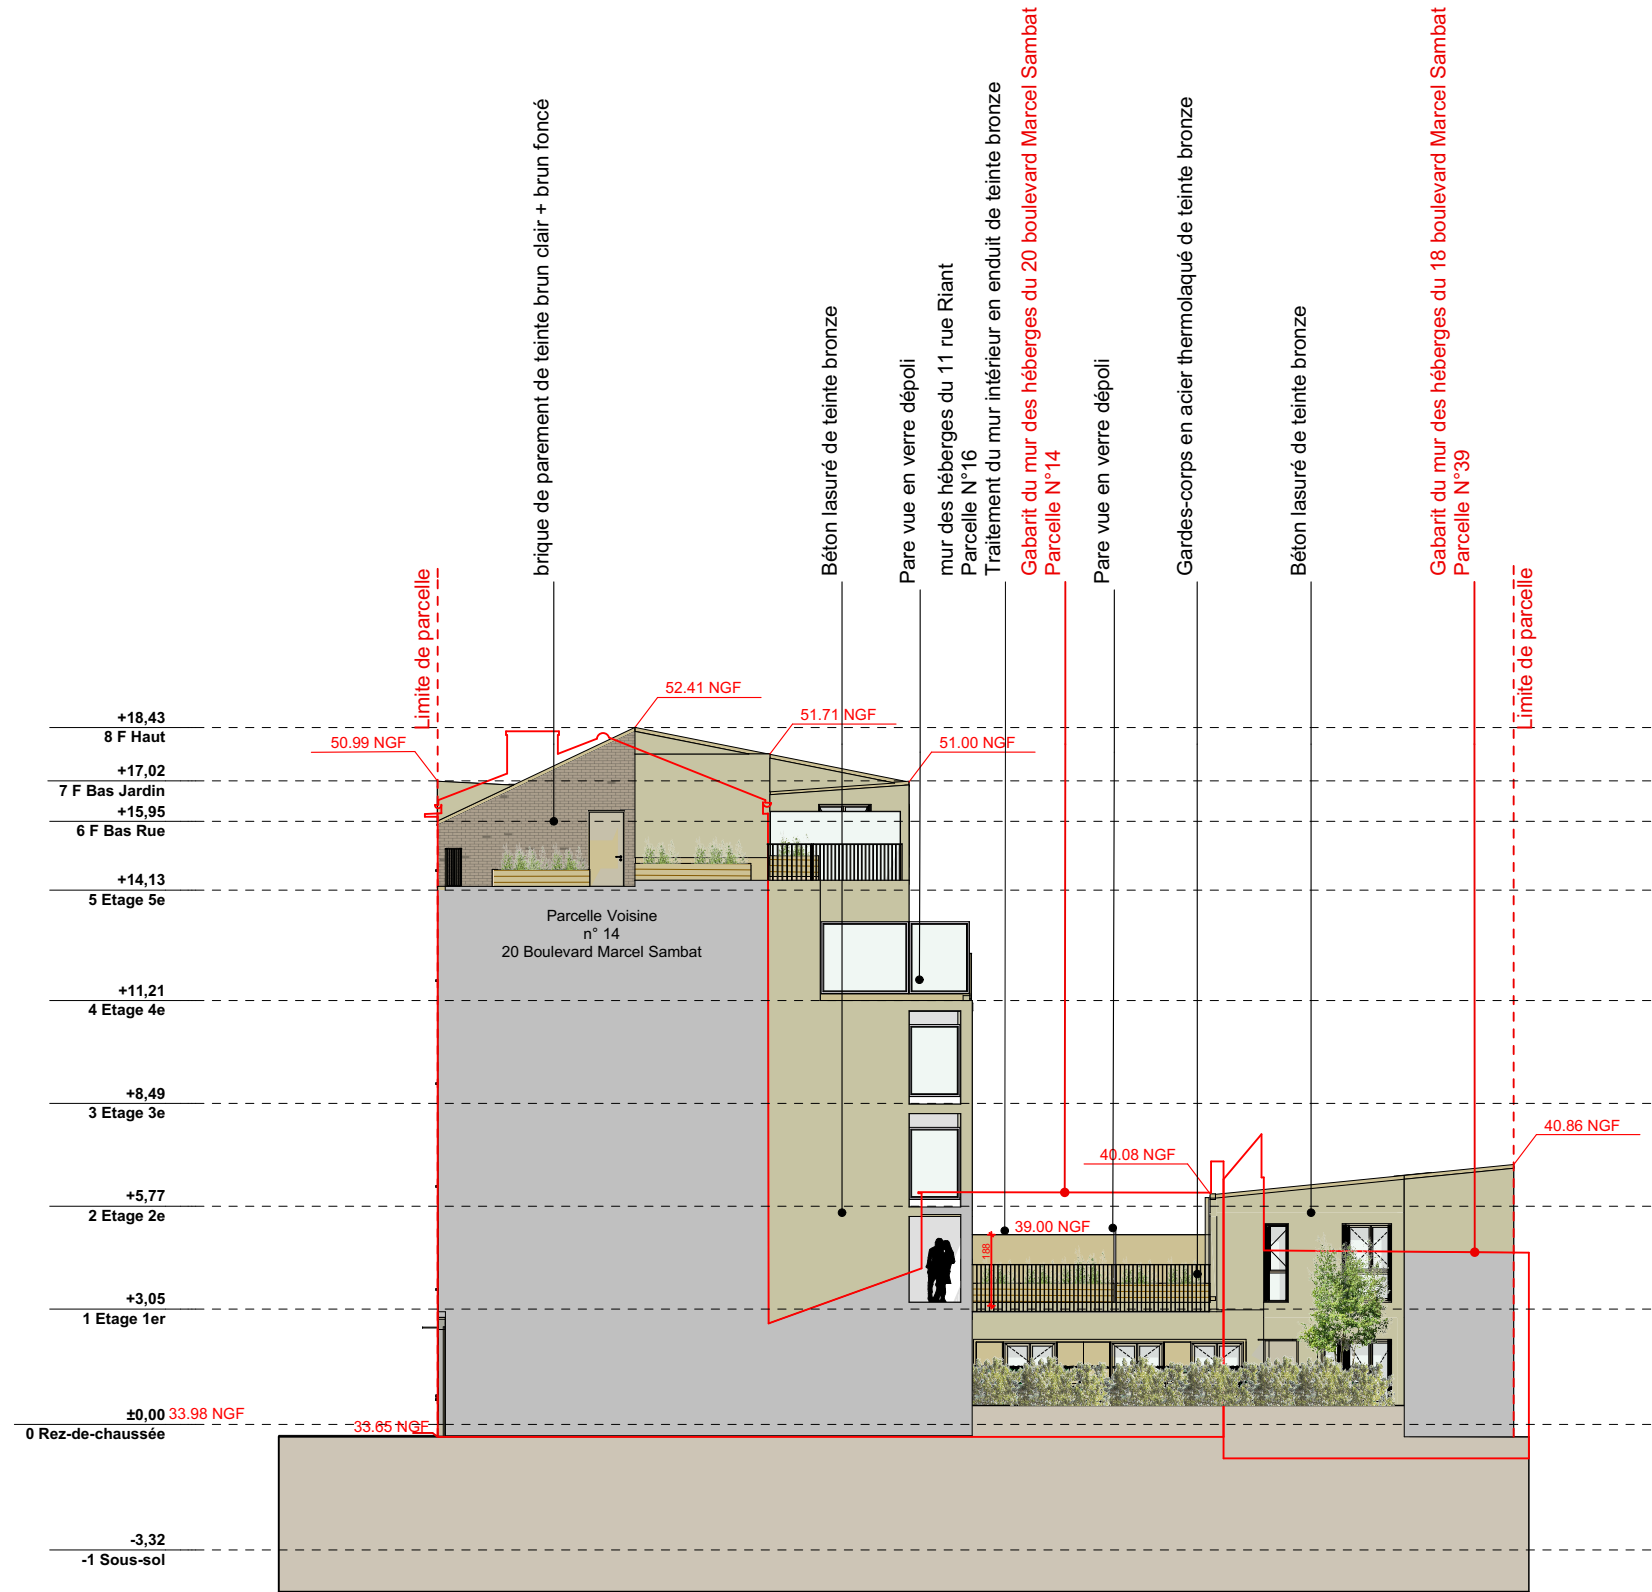 brique de parement de teinte brun clair + brun foncé
Béton lasuré de teinte bronze
Pare vue en verre dépoli
mur des héberges du 11 rue Riant
Parcelle N°16
Traitement du mur intérieur en enduit de teinte bronze
Gabarit du mur des héberges du 20 boulevard Marcel Sambat
Parcelle N°14
Pare vue en verre dépoli
Gardes-corps en acier thermolaqué de teinte bronze
Béton lasuré de teinte bronze
Gabarit du mur des héberges du 18 boulevard Marcel Sambat
Parcelle N°39
Limite de parcelle
Limite de parcelle
52.41 NGF
51.71 NGF
50.99 NGF
51.00 NGF
+18,43
8 F Haut
+17,02
7 F Bas Jardin
+15,95
6 F Bas Rue
+14,13
5 Etage 5e
Parcelle Voisine
n° 14
20 Boulevard Marcel Sambat
+11,21
4 Etage 4e
+8,49
3 Etage 3e
40.86 NGF
40.08 NGF
+5,77
2 Etage 2e
39.00 NGF
188
+3,05
1 Etage 1er
±0,00 33.98 NGF
0 Rez-de-chaussée
33.65 NGF
-3,32
-1 Sous-sol